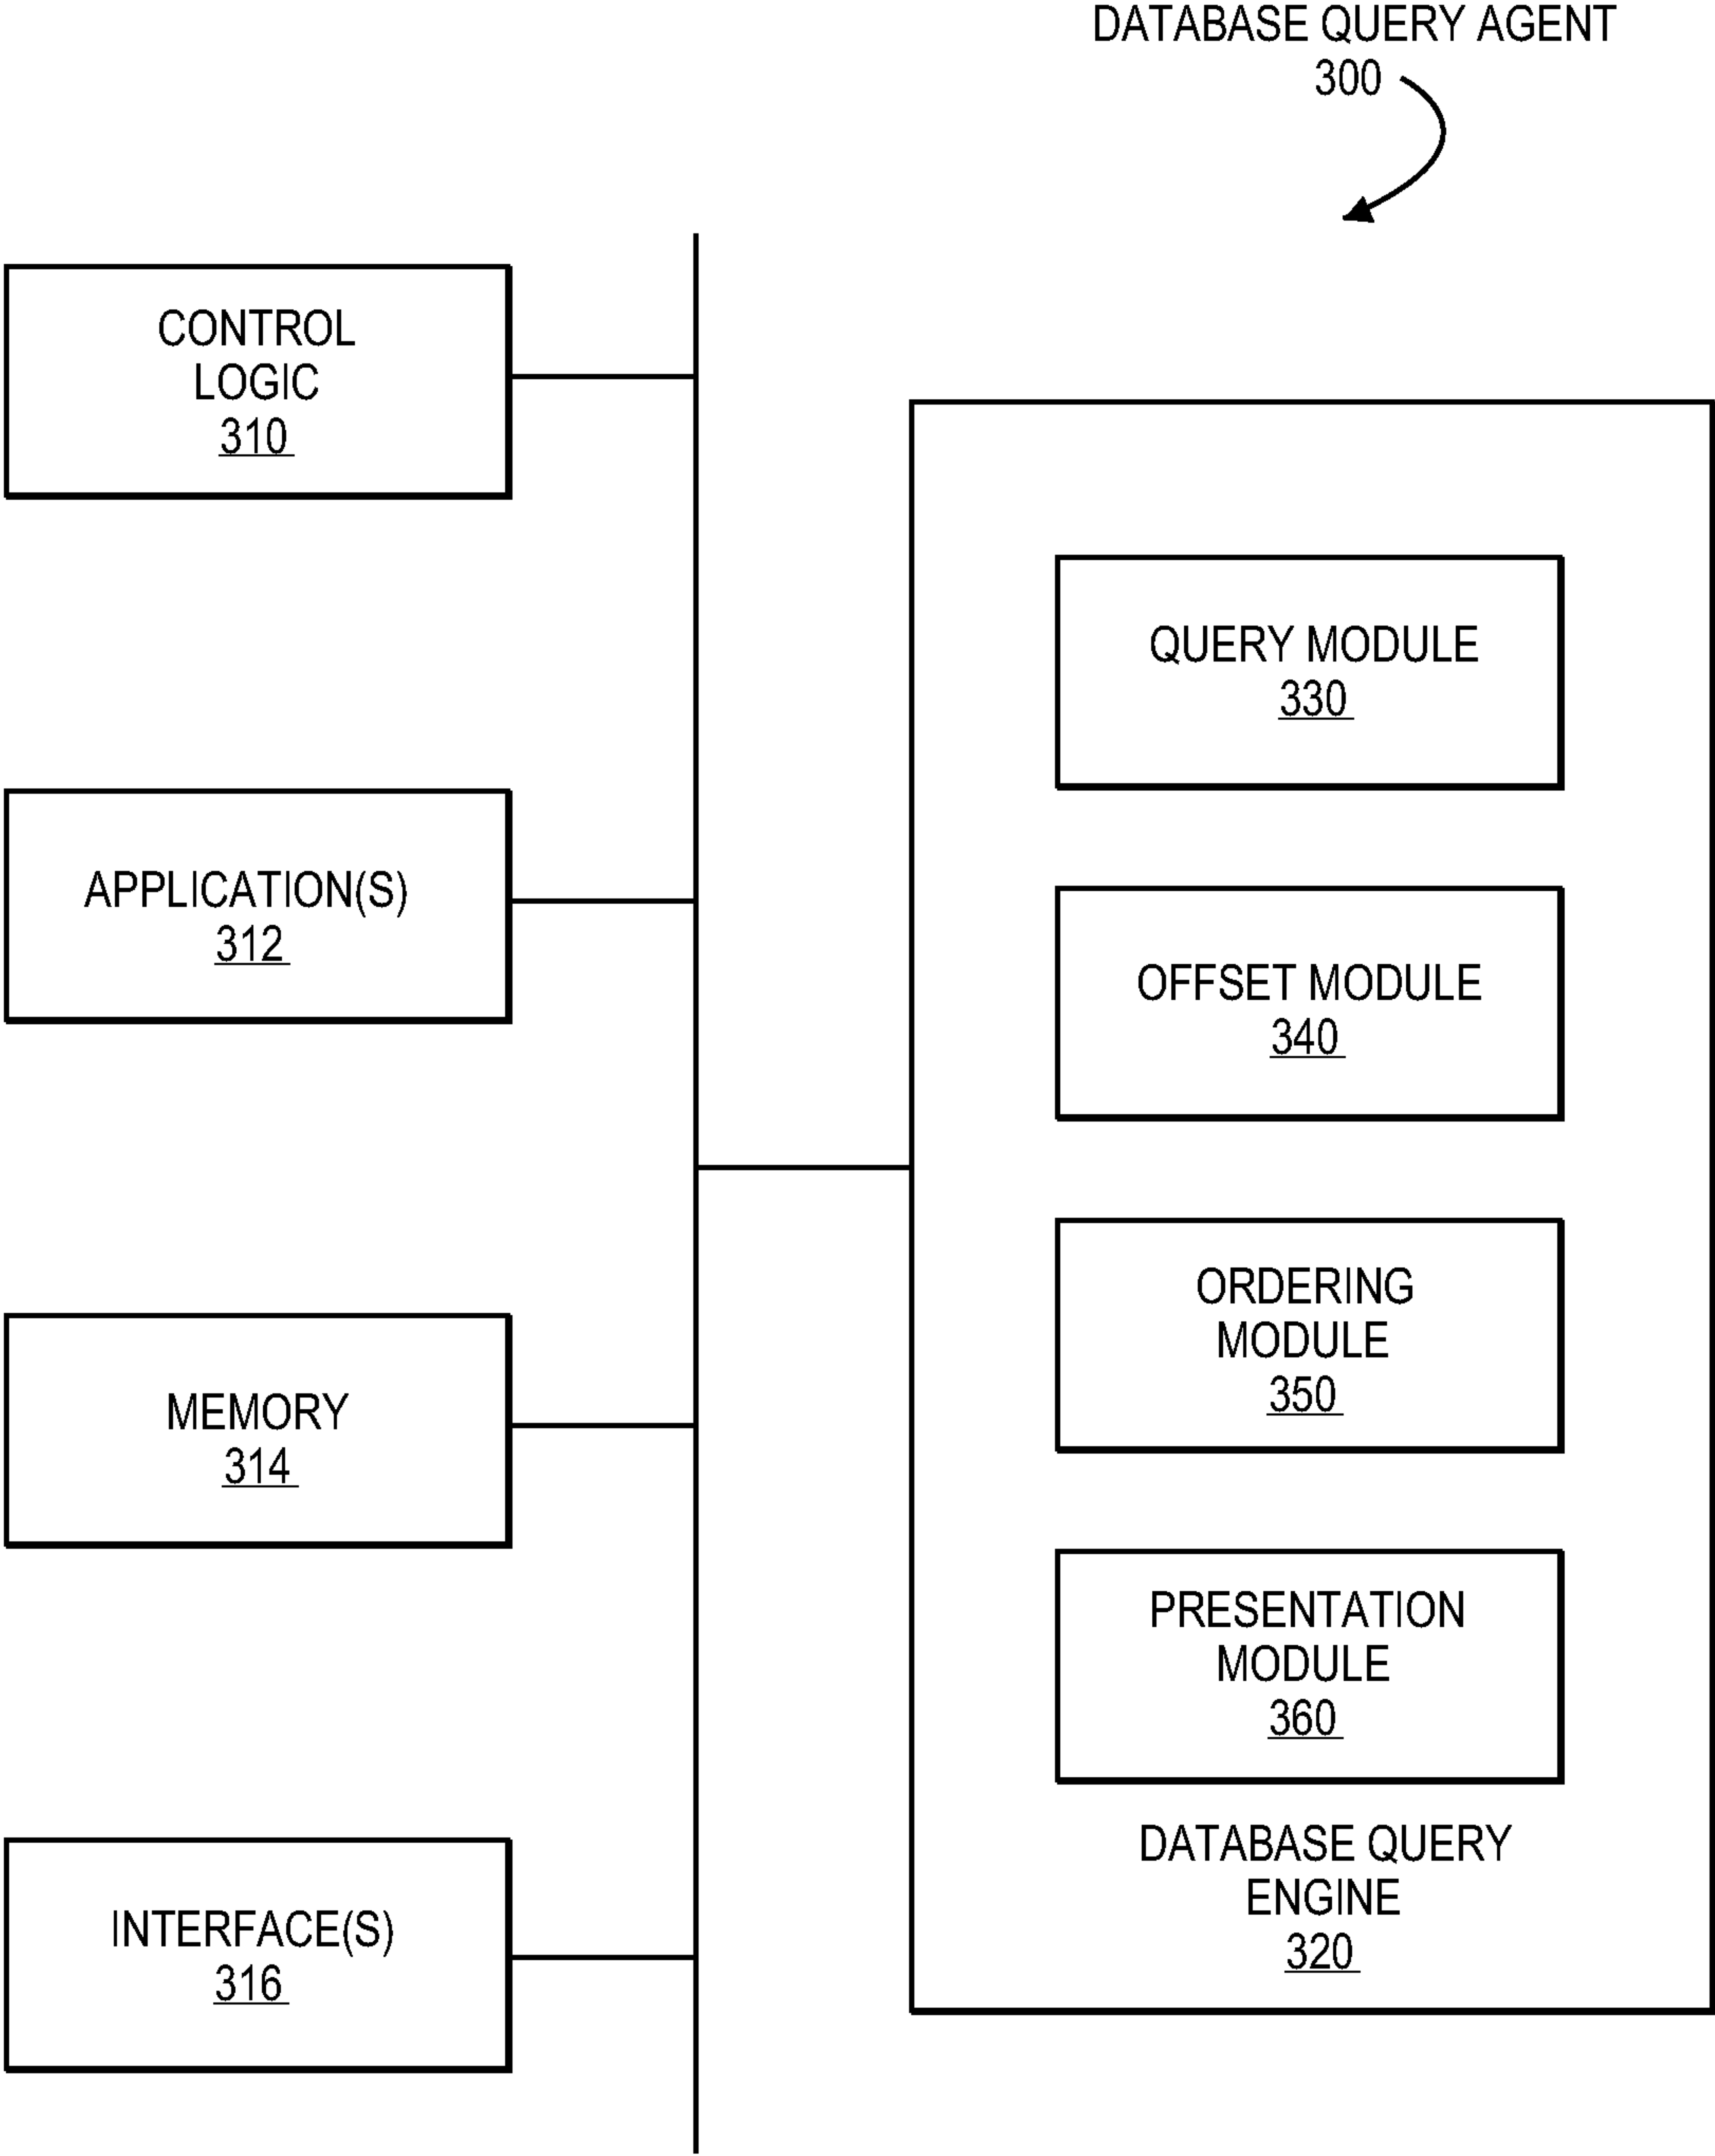 DATABASE QUERY AGENT
300
CONTROL
LOGIC
310
APPLICATION(S)
312
MEMORY
314
INTERFACE(S)
316
QUERY MODULE
330
OFFSET MODULE
340
ORDERING
MODULE
350
PRESENTATION
MODULE
360
DATABASE QUERY
ENGINE
320